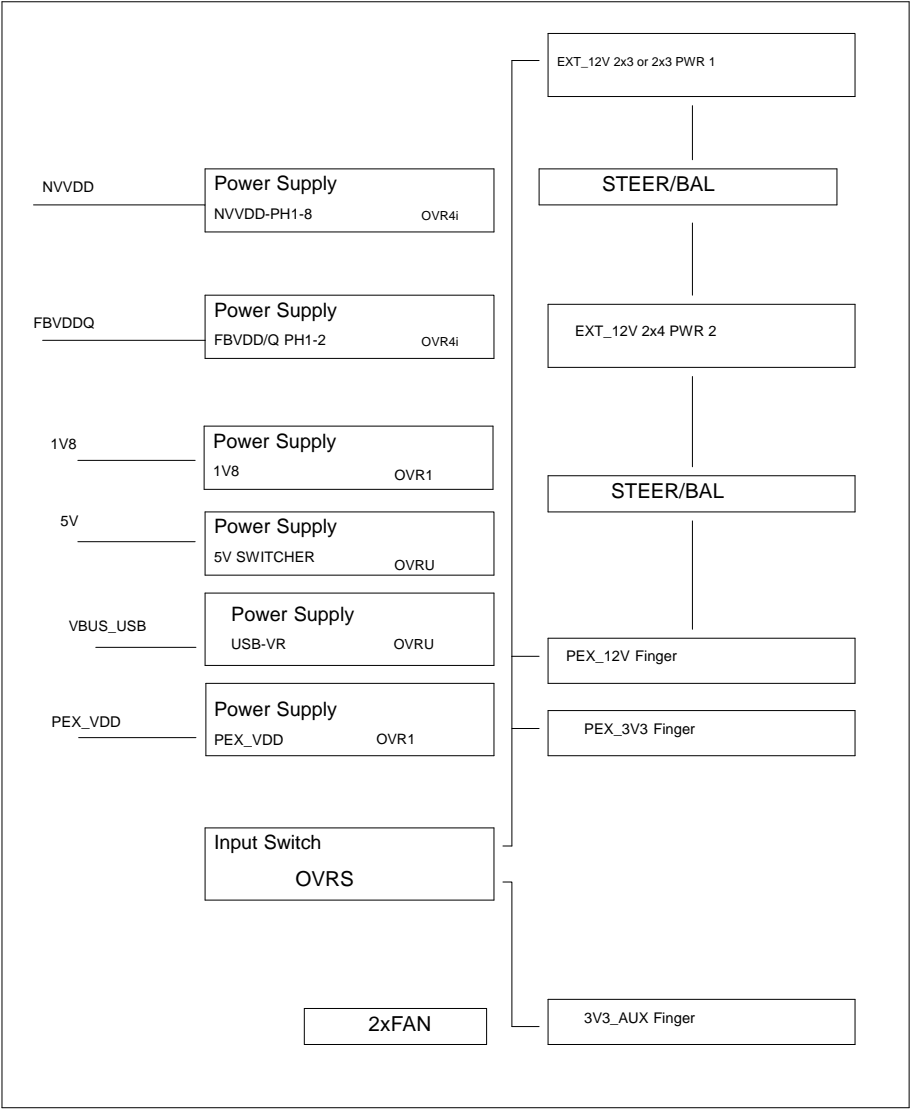 EXT_12V 2x3 or 2x3 PWR 1
NVVDD
Power Supply
NVVDD-PH1-8 OVR4i
STEER/BAL
FBVDDQ
Power Supply
FBVDD/Q PH1-2 OVR4i
EXT_12V 2x4 PWR 2
1V8
Power Supply
1V8 OVR1
STEER/BAL
5V
Power Supply
5V SWITCHER OVRU
VBUS_USB
Power Supply
USB-VR OVRU
PEX_12V Finger
PEX_VDD
Power Supply
PEX_VDD OVR1
PEX_3V3 Finger
Input Switch
OVRS
2xFAN
3V3_AUX Finger